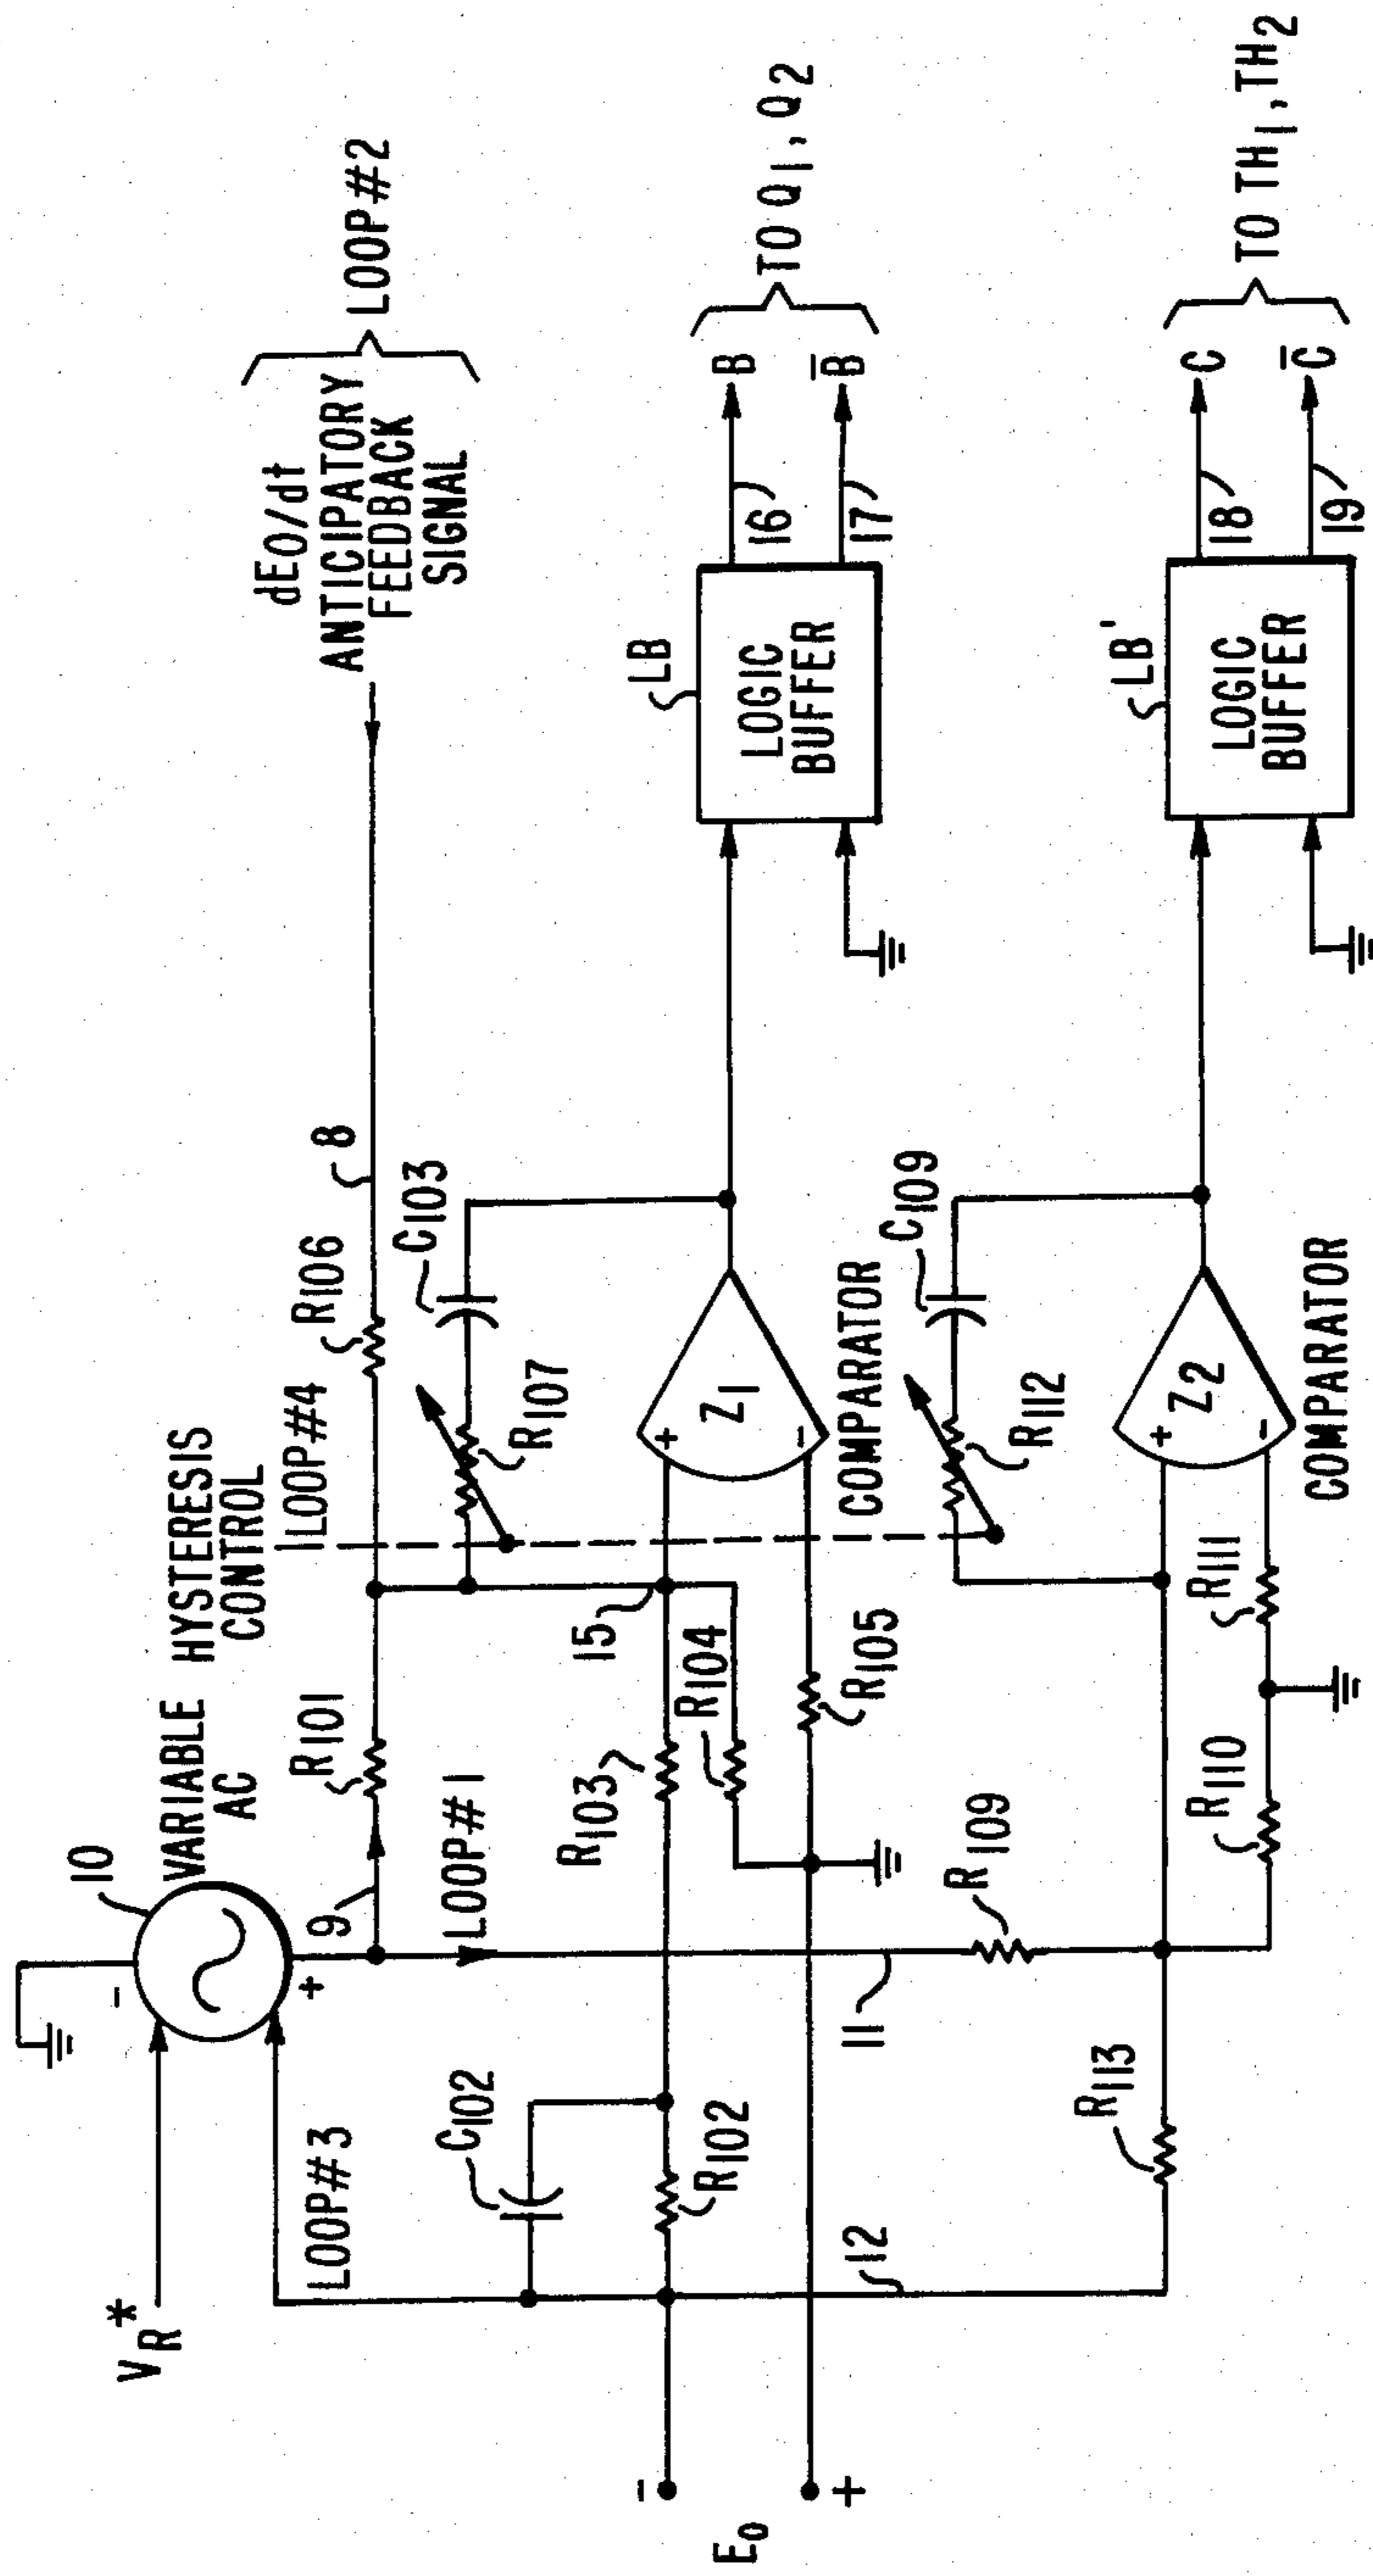 V_R*
10
VARIABLE
AC
HYSTERESIS
CONTROL
LOOP#4
dE0/dt
ANTICIPATORY
FEEDBACK
SIGNAL
LOOP#2
LOOP#3
9
R101
R106
8
LOOP#1
C102
R102
R103
15
R104
R105
R107
C103
+
-
Z1
COMPARATOR
LB
LOGIC
BUFFER
16
17
B
B̅
TO Q1, Q2
-
E0
+
12
11
R109
R113
R110
R111
R112
C109
+
-
Z2
COMPARATOR
LB'
LOGIC
BUFFER
18
19
C
C̅
TO TH1, TH2
-
+